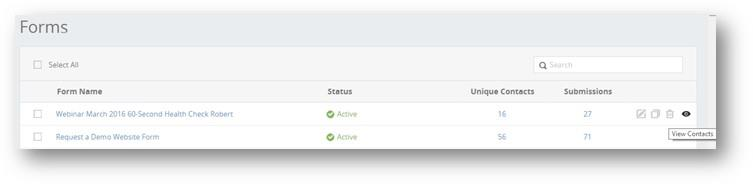 Forms
Select All
Search
Form Name Status Unique Contacts Submissions
Webinar March 2016 60-Second Health Check Robert Active 16 27
View Contacts
Request a Demo Website Form Active 56 71